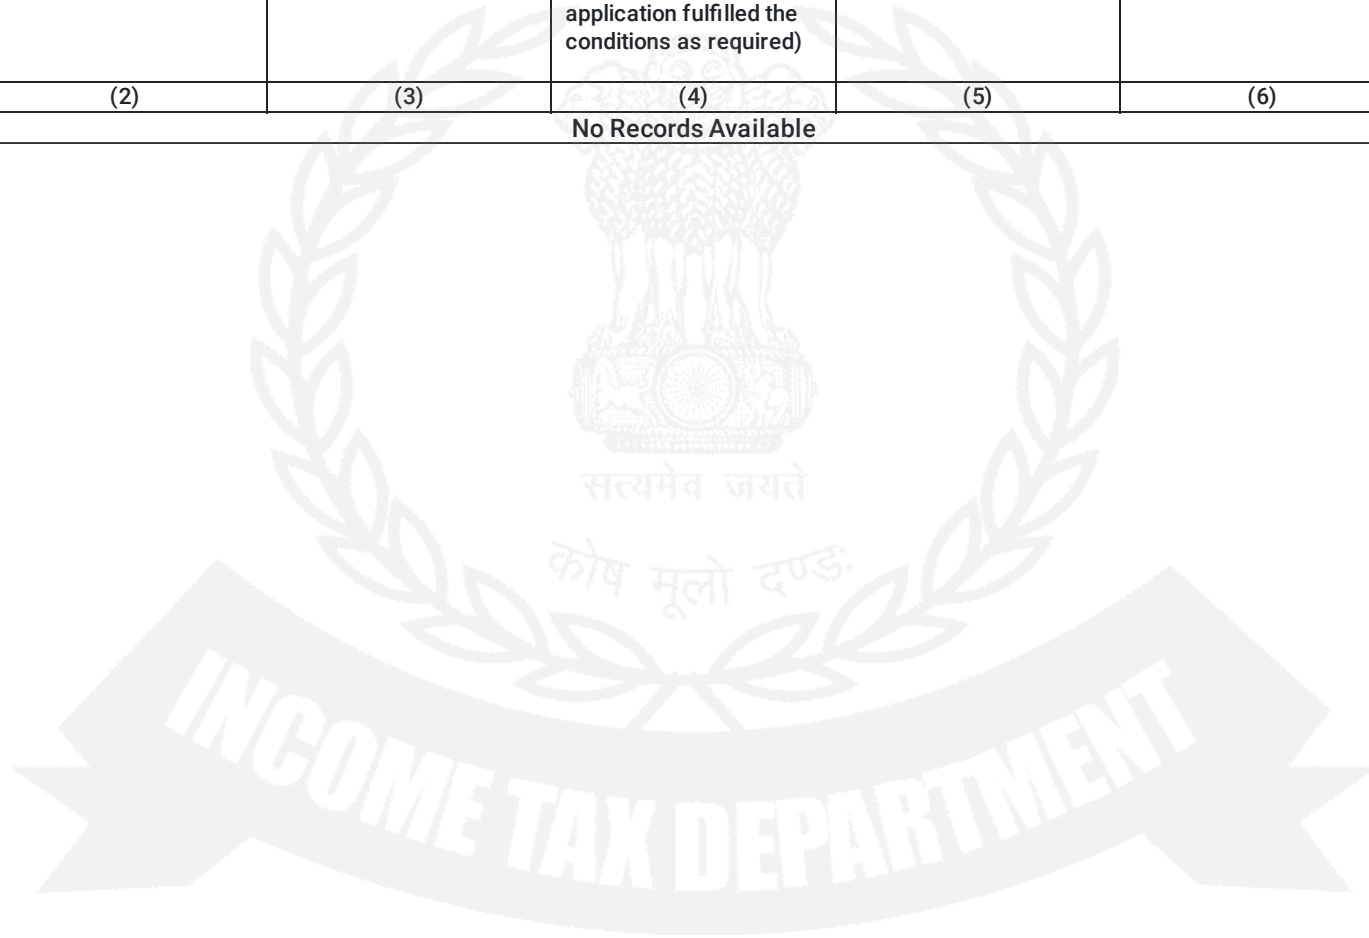 application fulfilled the
conditions as required)
(2) (3) (4) (5) (6)
No Records Available
सत्यमेव जयते
कोष मूलो दण्डः
INCOME TAX DEPARTMENT